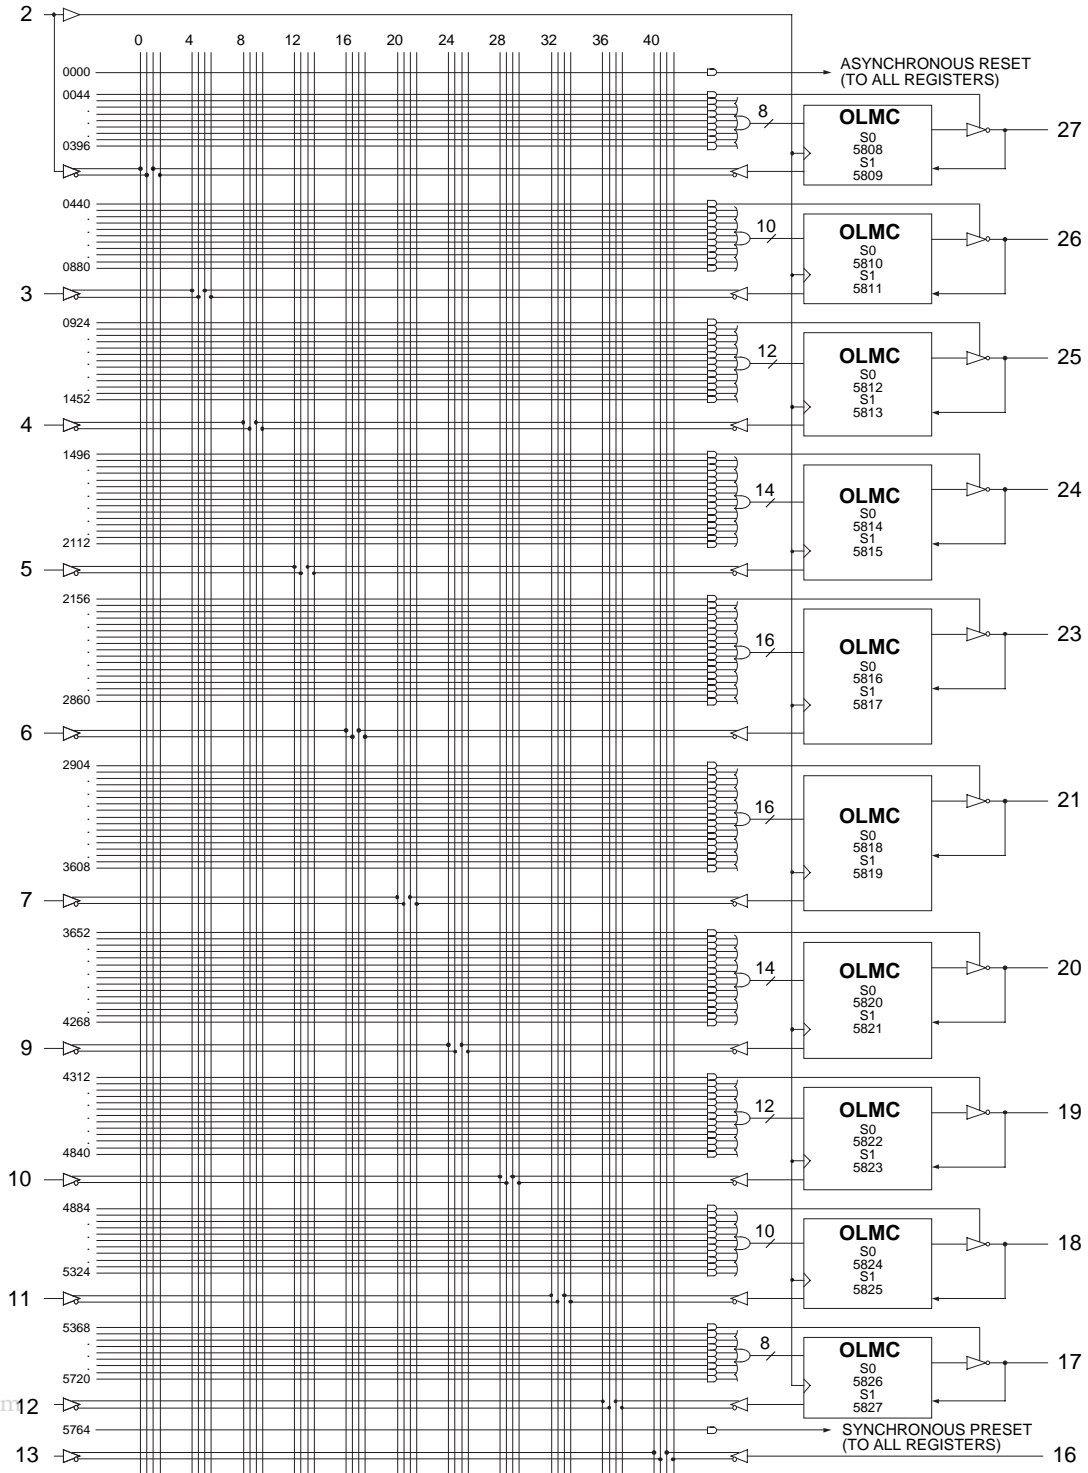 2
0 4 8 12 16 20 24 28 32 36 40
0000
ASYNCHRONOUS RESET
(TO ALL REGISTERS)
0044
0396
8
OLMC
S0
5808
S1
5809
27
0440
0880
10
OLMC
S0
5810
S1
5811
26
3
0924
1452
12
OLMC
S0
5812
S1
5813
25
4
1496
2112
14
OLMC
S0
5814
S1
5815
24
5
2156
2860
16
OLMC
S0
5816
S1
5817
23
6
2904
3608
16
OLMC
S0
5818
S1
5819
21
7
3652
4268
14
OLMC
S0
5820
S1
5821
20
9
4312
4840
12
OLMC
S0
5822
S1
5823
19
10
4884
5324
10
OLMC
S0
5824
S1
5825
18
11
5368
5720
8
OLMC
S0
5826
S1
5827
17
12
5764
SYNCHRONOUS PRESET
(TO ALL REGISTERS)
13
16